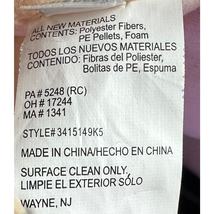 ALL NEW MATERIALS
CONTENTS: Polyester Fibers,
PE Pellets, Foam
TODOS LOS NUEVOS MATERIALES
CONTENIDO: Fibras del Poliester,
Bolitas de PE, Espuma
PA # 5248 (RC)
OH # 17244
MA # 1341
STYLE# 3415149K5
MADE IN CHINA/HECHO EN CHINA
SURFACE CLEAN ONLY,
LIMPIE EL EXTERIOR SÓLO
WAYNE, NJ